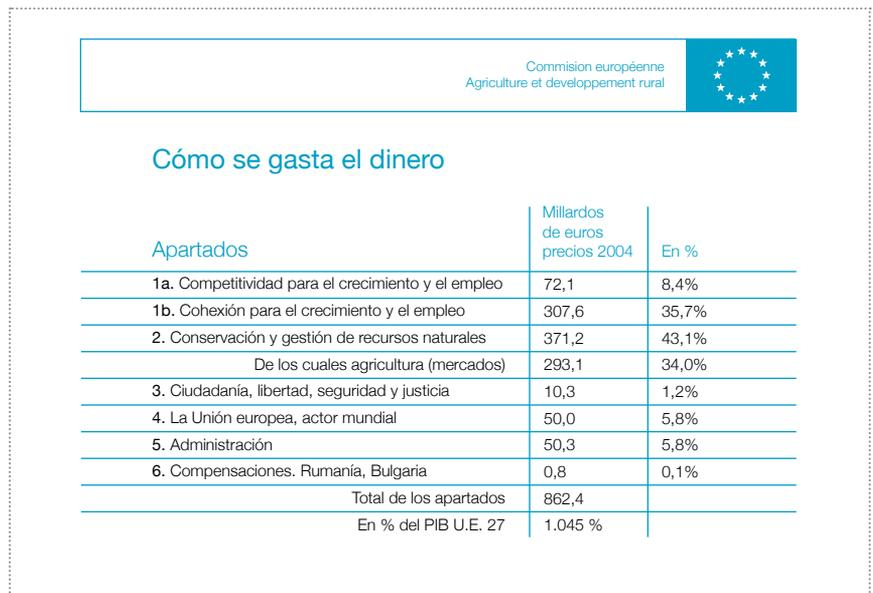 Commision européenne
Agriculture et developpement rural
Cómo se gasta el dinero
Apartados
Millardos
de euros
precios 2004
En %
1a. Competitividad para el crecimiento y el empleo 72,1 8,4%
1b. Cohexión para el crecimiento y el empleo 307,6 35,7%
2. Conservación y gestión de recursos naturales 371,2 43,1%
De los cuales agricultura (mercados) 293,1 34,0%
3. Ciudadanía, libertad, seguridad y justicia 10,3 1,2%
4. La Unión europea, actor mundial 50,0 5,8%
5. Administración 50,3 5,8%
6. Compensaciones. Rumanía, Bulgaria 0,8 0,1%
Total de los apartados 862,4
En % del PIB U.E. 27 1.045 %